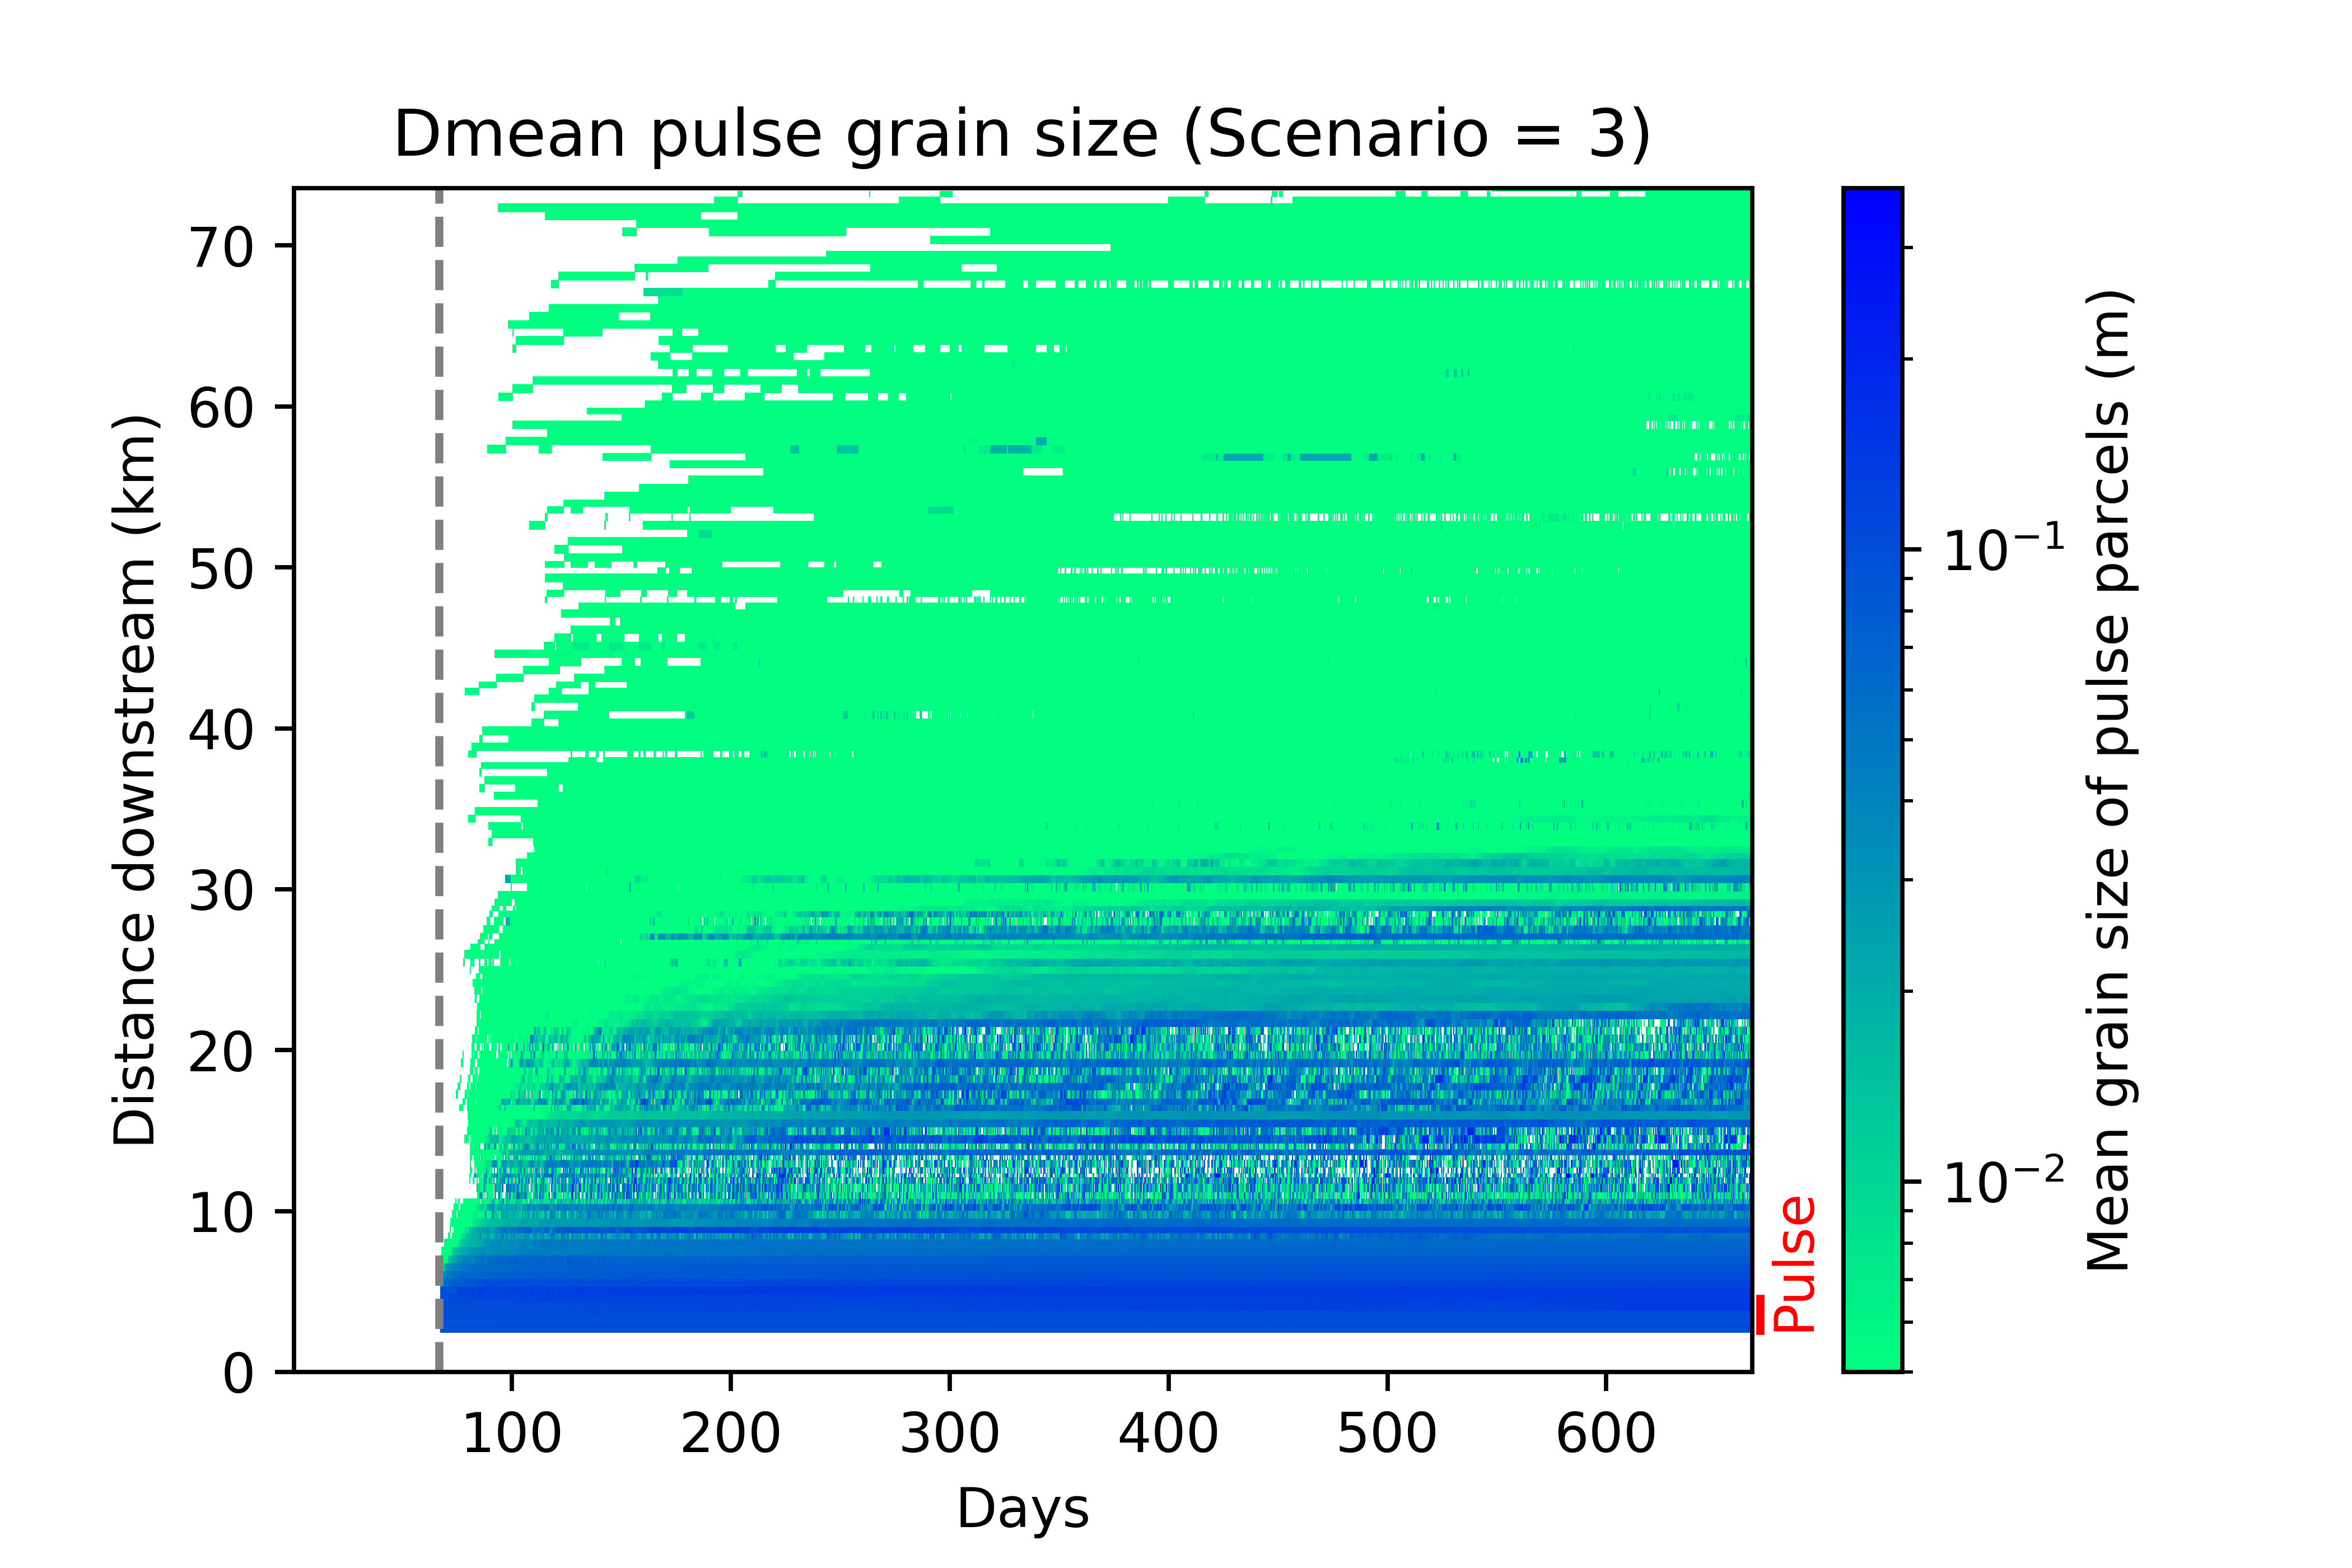 Dmean pulse grain size (Scenario = 3)
Distance downstream (km)
70
60
50
40
30
20
10
0
100 200 300 400 500 600
Days
Pulse
10⁻¹
10⁻²
Mean grain size of pulse parcels (m)